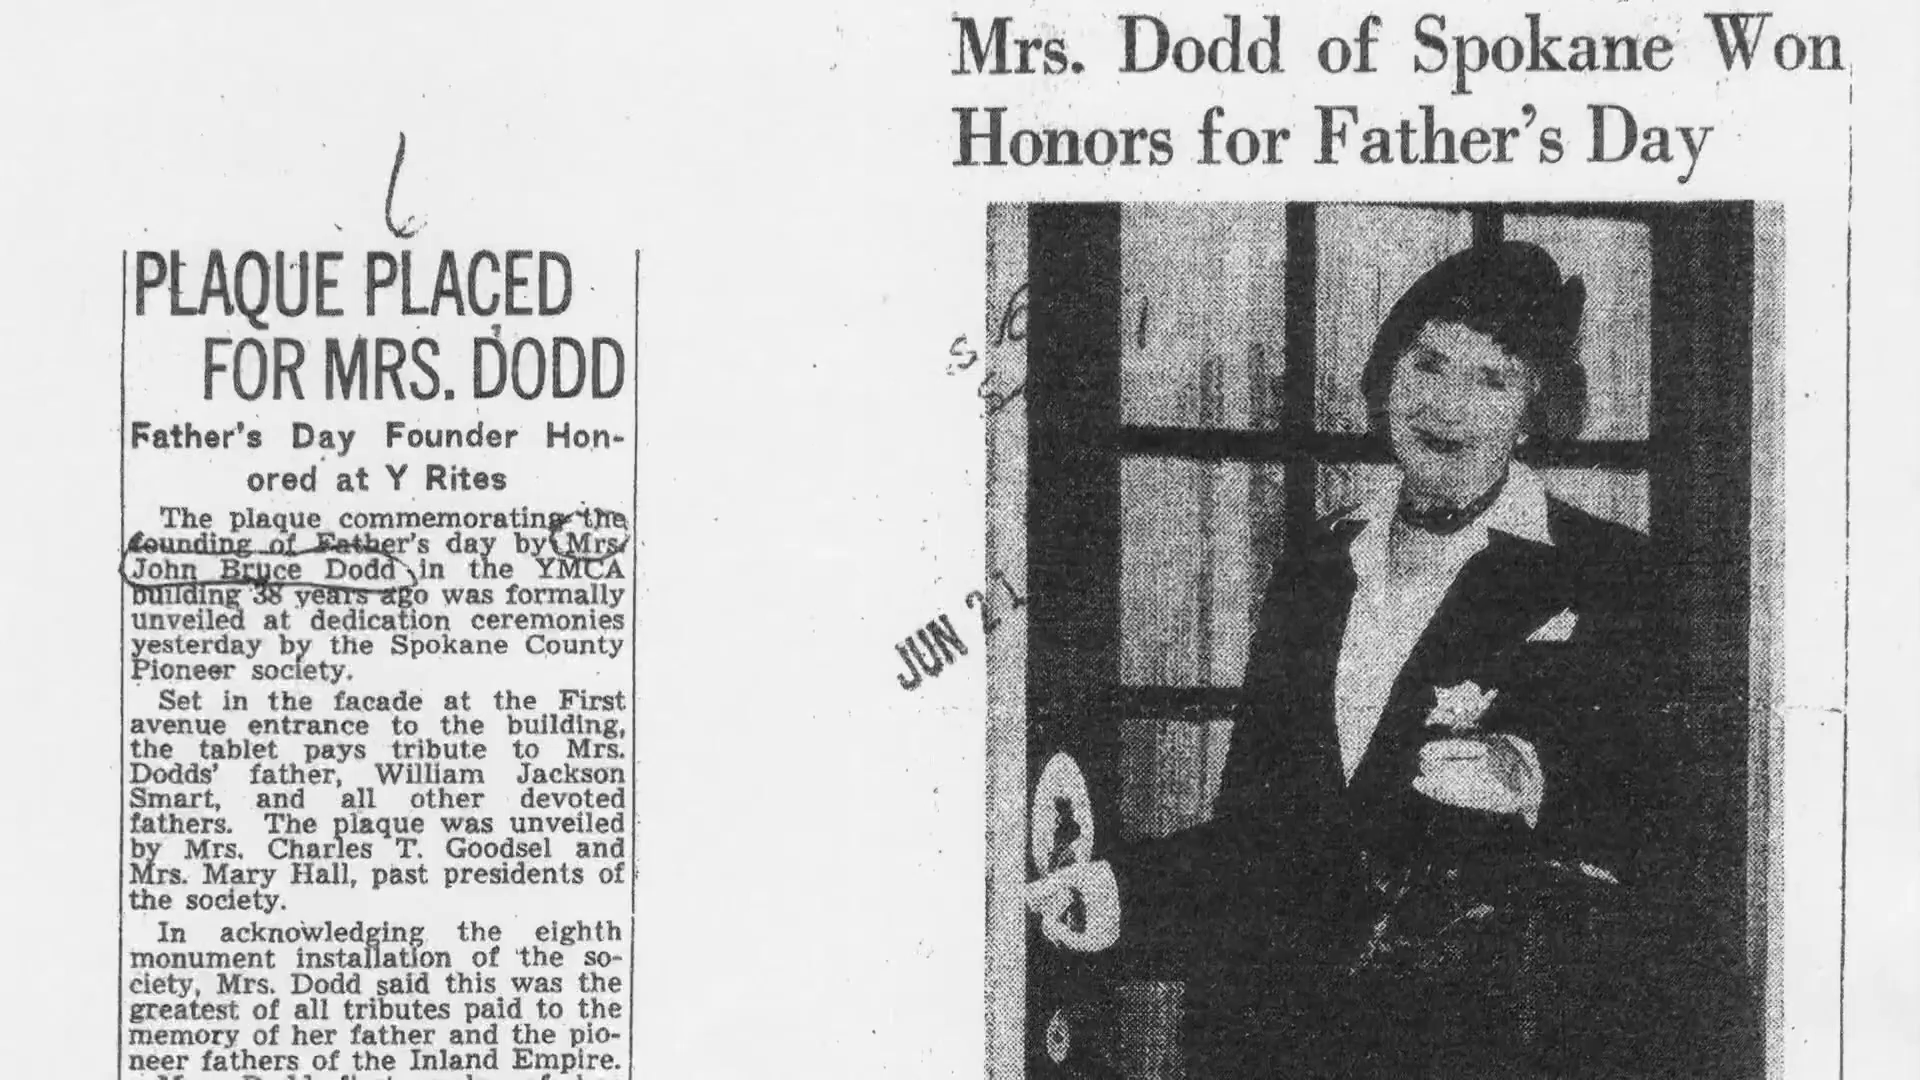 6
PLAQUE PLACED
FOR MRS. DODD
Father's Day Founder Hon-
ored at Y Rites
The plaque commemorating the
founding of Father's day by Mrs.
John Bruce Dodd in the YMCA
building 38 years ago was formally
unveiled at dedication ceremonies
yesterday by the Spokane County
Pioneer society.
Set in the facade at the First
avenue entrance to the building,
the tablet pays tribute to Mrs.
Dodds' father, William Jackson
Smart, and all other devoted
fathers. The plaque was unveiled
by Mrs. Charles T. Goodsel and
Mrs. Mary Hall, past presidents of
the society.
In acknowledging the eighth
monument installation of the so-
ciety, Mrs. Dodd said this was the
greatest of all tributes paid to the
memory of her father and the pio-
neer fathers of the Inland Empire.
Mrs. Dodd
Mrs. Dodd of Spokane Won
Honors for Father's Day
JUN 21